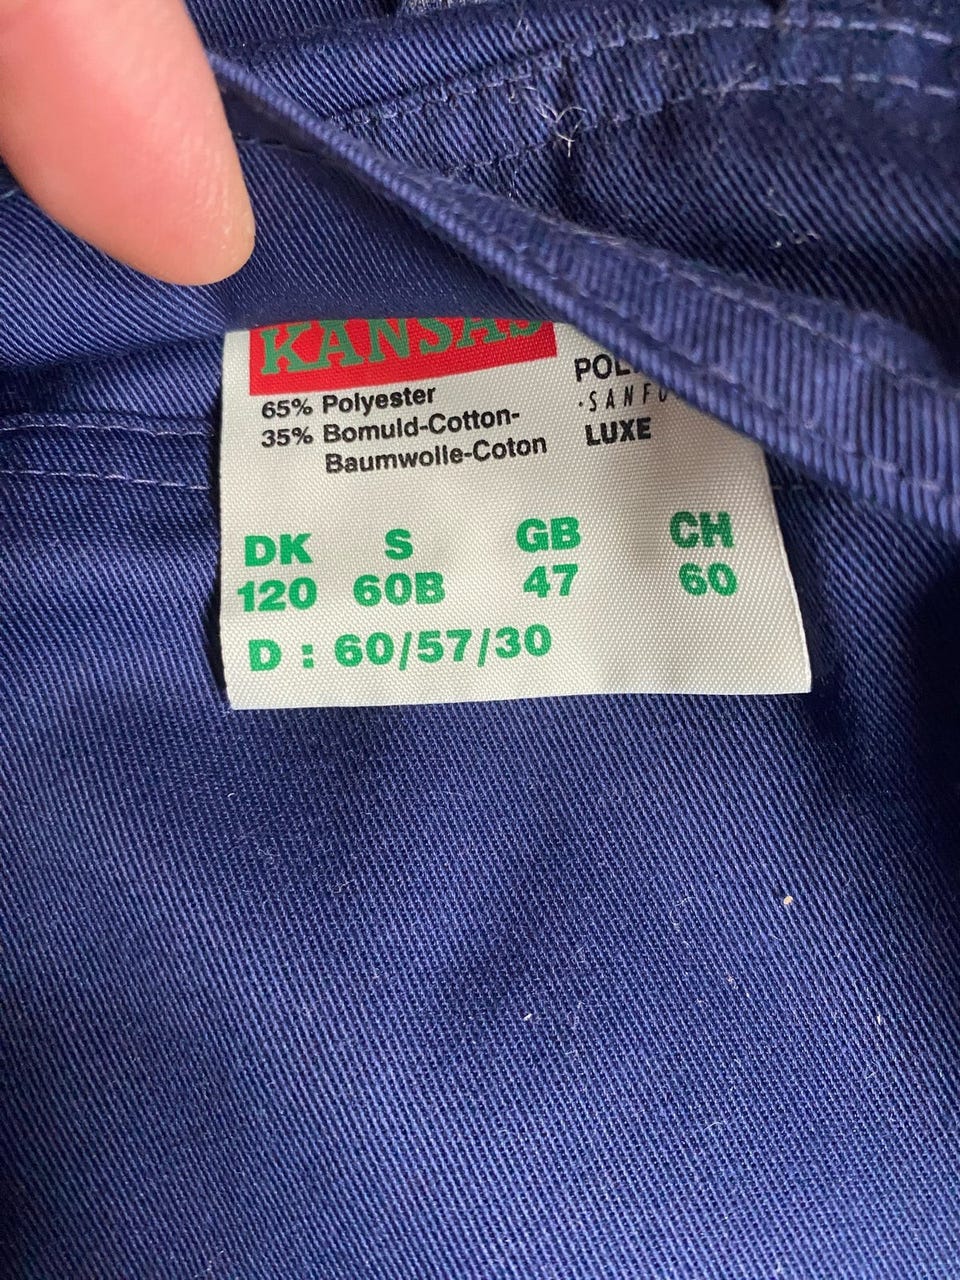 KANSAS
65% Polyester
35% Bomuld-Cotton-
Baumwolle-Coton
LUXE
DK S GB CH
120 60B 47 60
D : 60/57/30